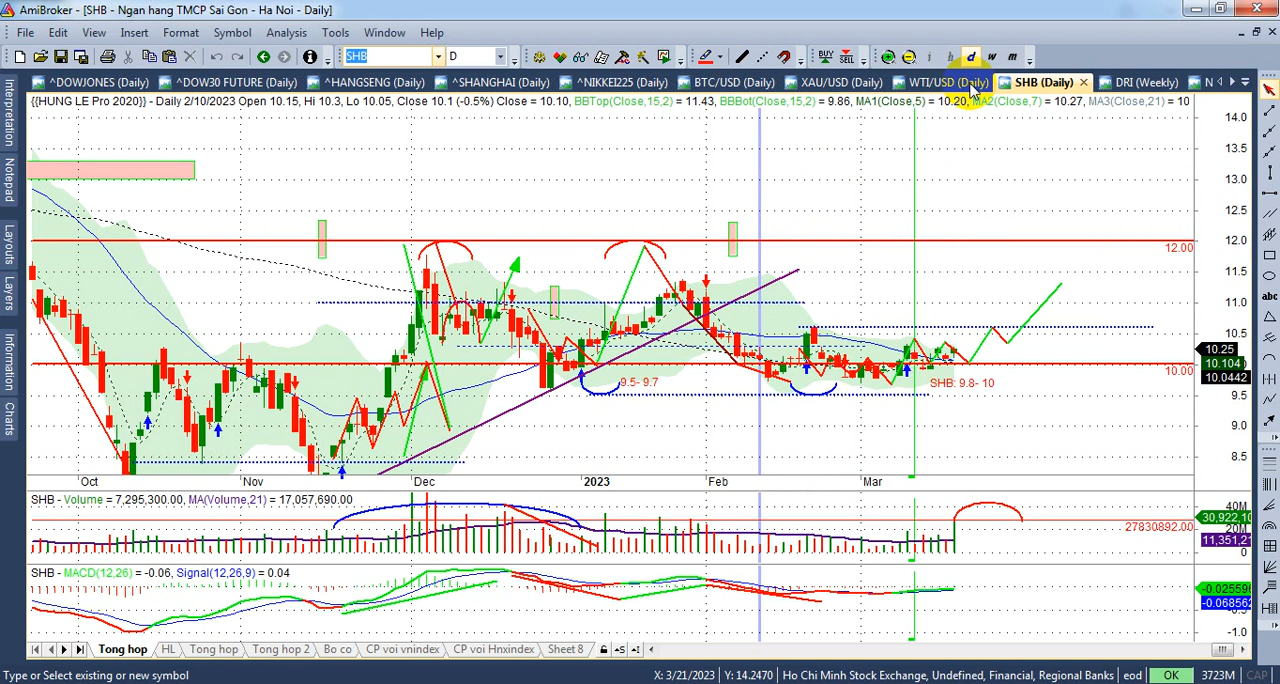 AmiBroker - [SHB - Ngan hang TMCP Sai Gon - Ha Noi - Daily]
File Edit View Insert Format Symbol Analysis Tools Window Help
SHB D BUY SELL i h d w m
^DOWJONES (Daily) ^DOW30 FUTURE (Daily) ^HANGSENG (Daily) ^SHANGHAI (Daily) ^NIKKEI225 (Daily) BTC/USD (Daily) XAU/USD (Daily) WTI/USD (Daily) SHB (Daily) DRI (Weekly)
{{HUNG LE Pro 2020}} - Daily 2/10/2023 Open 10.15, Hi 10.3, Lo 10.05, Close 10.1 (-0.5%) Close = 10.10, BBTop(Close,15,2) = 11.43, BBBot(Close,15,2) = 9.86, MA1(Close,5) = 10.20, MA2(Close,7) = 10.27, MA3(Close,21) = 10
Interpretation
Notepad
Layouts
Layers
Information
Charts
abc
14.0
13.5
13.0
12.5
12.0
12.00
11.5
11.0
10.5
10.25
10.104
10.00
10.0442
9.5- 9.7
SHB: 9.8- 10
9.5
9.0
8.5
Oct Nov Dec 2023 Feb Mar
SHB - Volume = 7,295,300.00, MA(Volume,21) = 17,057,690.00
40M
30,922,10
27830892.00
11,351,21
0
SHB - MACD(12,26) = -0.06, Signal(12,26,9) = 0.04
-0.025596
-0.068562
-1.0
Tong hop HL Tong hop Tong hop 2 Bo co CP voi vnindex CP voi Hnxindex Sheet 8
Type or Select existing or new symbol X: 3/21/2023 Y: 14.2470 Ho Chi Minh Stock Exchange, Undefined, Financial, Regional Banks eod OK 3723M CAP